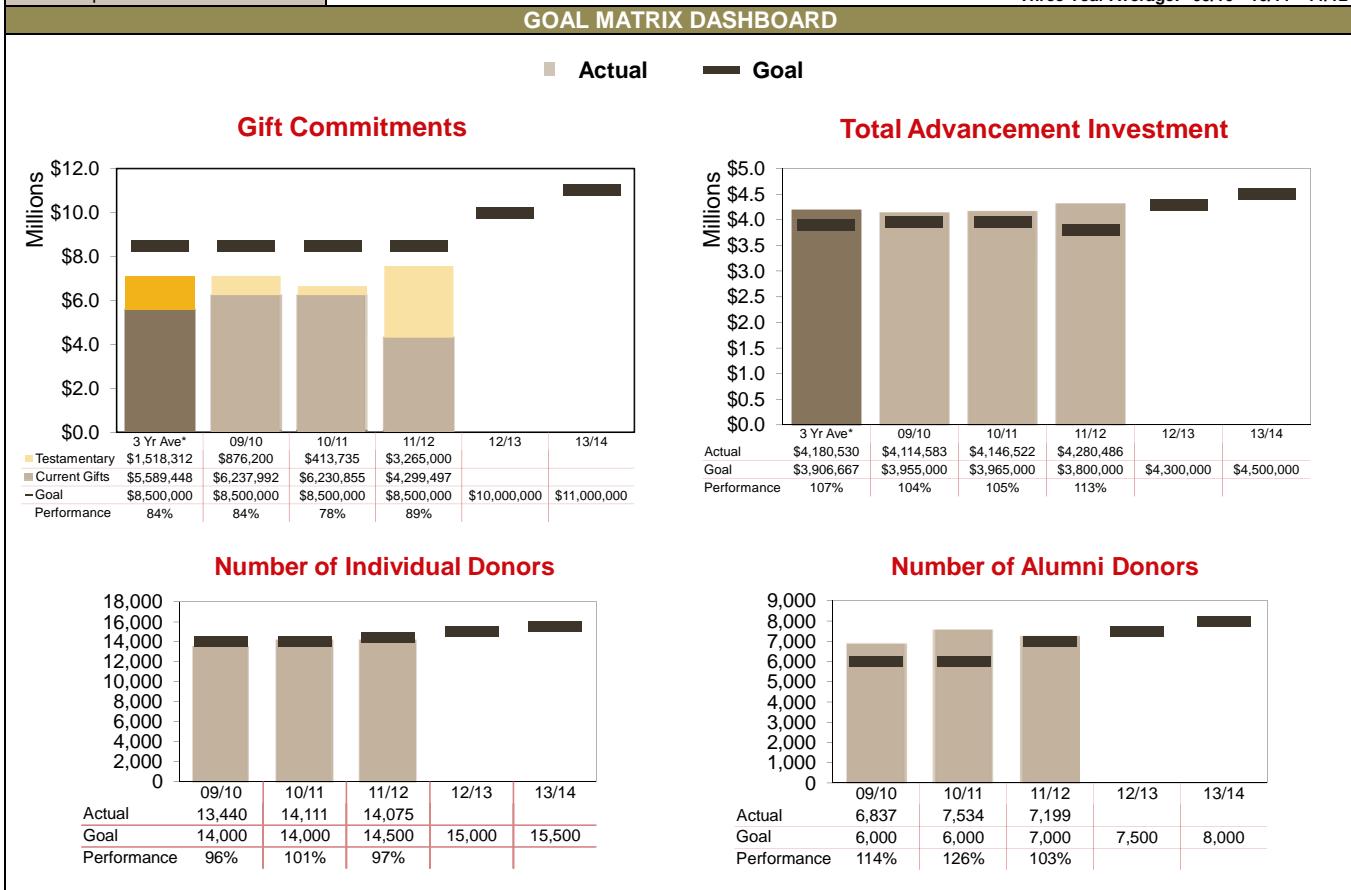 GOAL MATRIX DASHBOARD
Actual Goal
Gift Commitments
Millions
$12.0
$10.0
$8.0
$6.0
$4.0
$2.0
$0.0
3 Yr Ave* 09/10 10/11 11/12 12/13 13/14
Testamentary $1,518,312 $876,200 $413,735 $3,265,000
Current Gifts $5,589,448 $6,237,992 $6,230,855 $4,299,497
Goal $8,500,000 $8,500,000 $8,500,000 $8,500,000 $10,000,000 $11,000,000
Performance 84% 84% 78% 89%
Total Advancement Investment
Millions
$5.0
$4.5
$4.0
$3.5
$3.0
$2.5
$2.0
$1.5
$1.0
$0.5
$0.0
3 Yr Ave* 09/10 10/11 11/12 12/13 13/14
Actual $4,180,530 $4,114,583 $4,146,522 $4,280,486
Goal $3,906,667 $3,955,000 $3,965,000 $3,800,000 $4,300,000 $4,500,000
Performance 107% 104% 105% 113%
Number of Individual Donors
18,000
16,000
14,000
12,000
10,000
8,000
6,000
4,000
2,000
0
09/10 10/11 11/12 12/13 13/14
Actual 13,440 14,111 14,075
Goal 14,000 14,000 14,500 15,000 15,500
Performance 96% 101% 97%
Number of Alumni Donors
9,000
8,000
7,000
6,000
5,000
4,000
3,000
2,000
1,000
0
09/10 10/11 11/12 12/13 13/14
Actual 6,837 7,534 7,199
Goal 6,000 6,000 7,000 7,500 8,000
Performance 114% 126% 103%